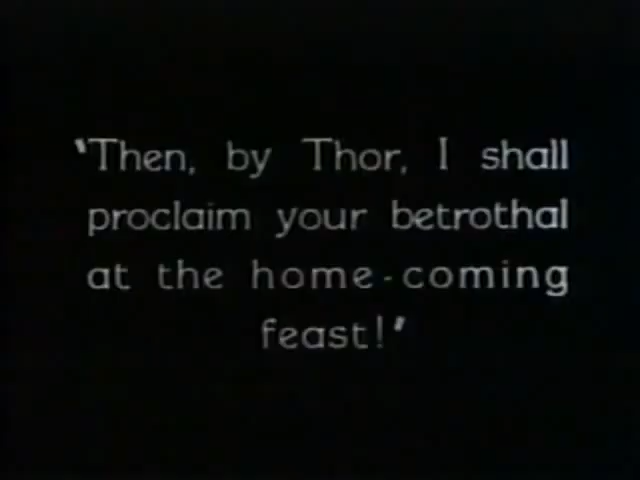 "Then, by Thor, I shall
proclaim your betrothal
at the home-coming
feast!"